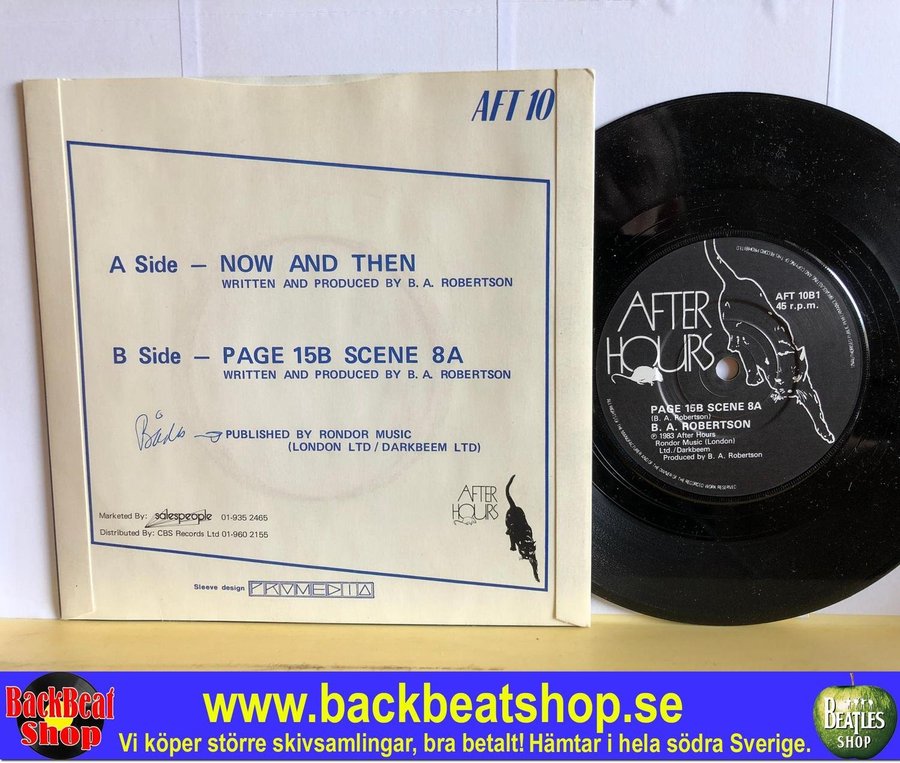 AFT 10
A Side – NOW AND THEN
WRITTEN AND PRODUCED BY B. A. ROBERTSON
B Side – PAGE 15B SCENE 8A
WRITTEN AND PRODUCED BY B. A. ROBERTSON
Båda
PUBLISHED BY RONDOR MUSIC
(LONDON LTD / DARKBEEM LTD)
AFTER
HOURS
Marketed By: salespeople 01-935 2465
Distributed By: CBS Records Ltd 01-960 2155
Sleeve design PROMEDIA
AFTER
HOURS
AFT 10B1
45 r.p.m.
PAGE 15B SCENE 8A
(B. A. Robertson)
B. A. ROBERTSON
℗ 1983 After Hours
Rondor Music (London)
Ltd./Darkbeem
Produced by B. A. Robertson
BackBeat
Shop
www.backbeatshop.se
Vi köper större skivsamlingar, bra betalt! Hämtar i hela södra Sverige.
BEATLES
SHOP